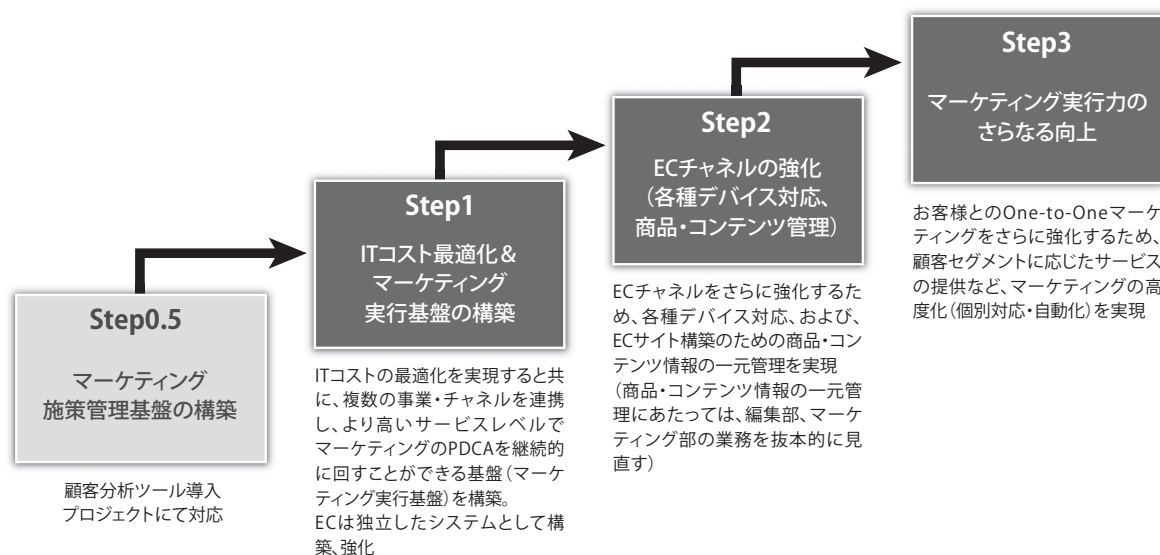 Step0.5
マーケティング
施策管理基盤の構築
顧客分析ツール導入
プロジェクトにて対応
Step1
ITコスト最適化＆
マーケティング
実行基盤の構築
ITコストの最適化を実現すると共
に、複数の事業・チャネルを連携
し、より高いサービスレベルで
マーケティングのPDCAを継続的
に回すことができる基盤（マーケ
ティング実行基盤）を構築。
ECは独立したシステムとして構
築、強化
Step2
ECチャネルの強化
（各種デバイス対応、
商品・コンテンツ管理）
ECチャネルをさらに強化するた
め、各種デバイス対応、および、
ECサイト構築のための商品・コン
テンツ情報の一元管理を実現
（商品・コンテンツ情報の一元管
理にあたっては、編集部、マーケ
ティング部の業務を抜本的に見
直す）
Step3
マーケティング実行力の
さらなる向上
お客様とのOne-to-Oneマーケ
ティングをさらに強化するため、
顧客セグメントに応じたサービス
の提供など、マーケティングの高
度化（個別対応・自動化）を実現